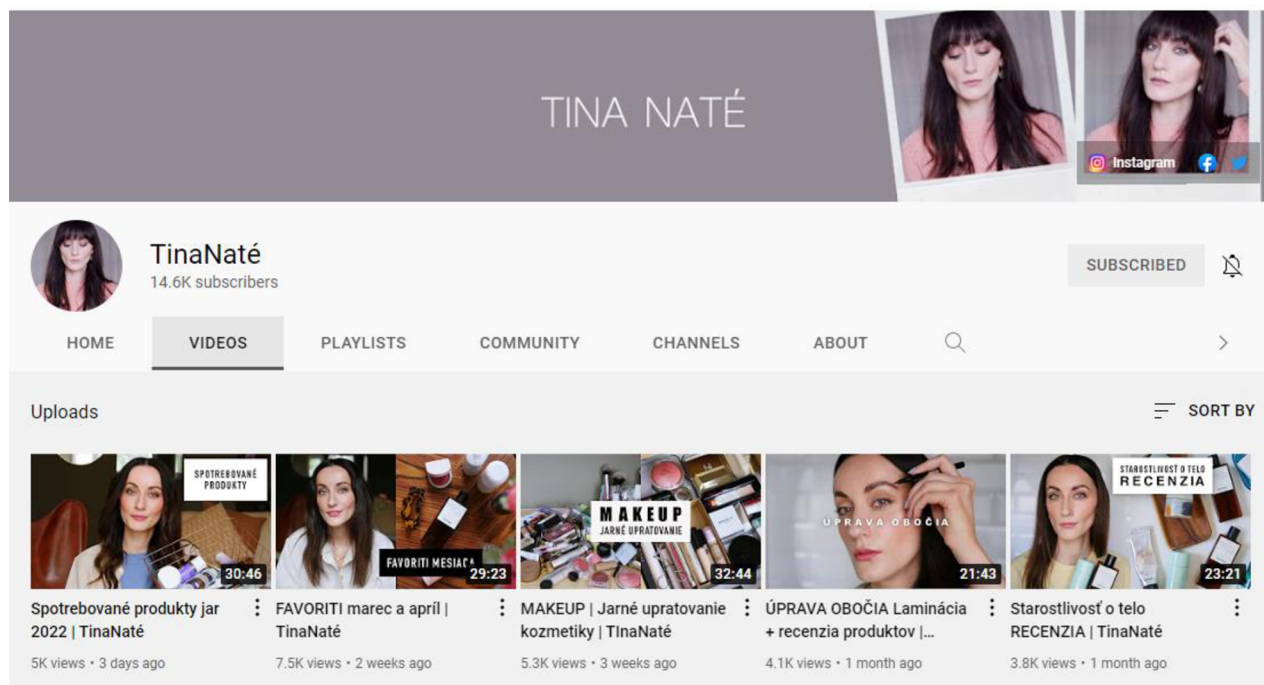 TINA NATÉ
Instagram
TinaNaté
14.6K subscribers
SUBSCRIBED
HOME VIDEOS PLAYLISTS COMMUNITY CHANNELS ABOUT
Uploads
SORT BY
SPOTREBOVANÉ
PRODUKTY
30:46
Spotrebované produkty jar
2022 | TinaNaté
5K views • 3 days ago
FAVORITI MESIACA
29:23
FAVORITI marec a apríl |
TinaNaté
7.5K views • 2 weeks ago
MAKEUP
JARNÉ UPRATOVANIE
32:44
MAKEUP | Jarné upratovanie
kozmetiky | TInaNaté
5.3K views • 3 weeks ago
ÚPRAVA OBOČIA
21:43
ÚPRAVA OBOČIA Laminácia
+ recenzia produktov |...
4.1K views • 1 month ago
STAROSTLIVOSŤ O TELO
RECENZIA
23:21
Starostlivosť o telo
RECENZIA | TinaNaté
3.8K views • 1 month ago